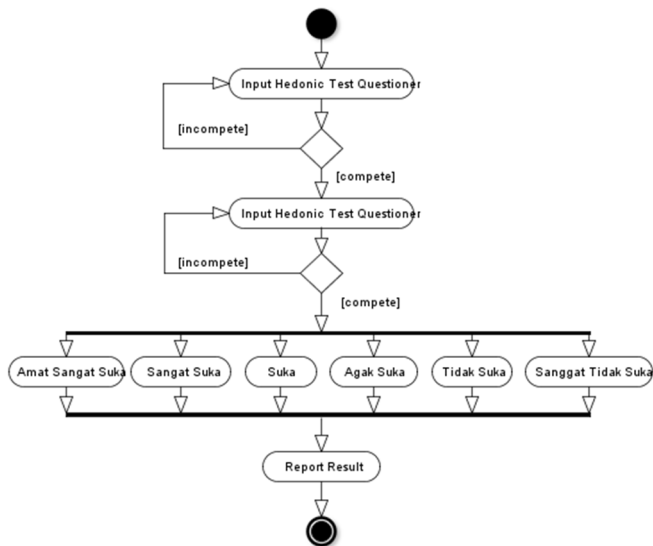 Input Hedonic Test Questioner
[incompete]
[compete]
Input Hedonic Test Questioner
[incompete]
[compete]
Amat Sangat Suka
Sangat Suka
Suka
Agak Suka
Tidak Suka
Sanggat Tidak Suka
Report Result